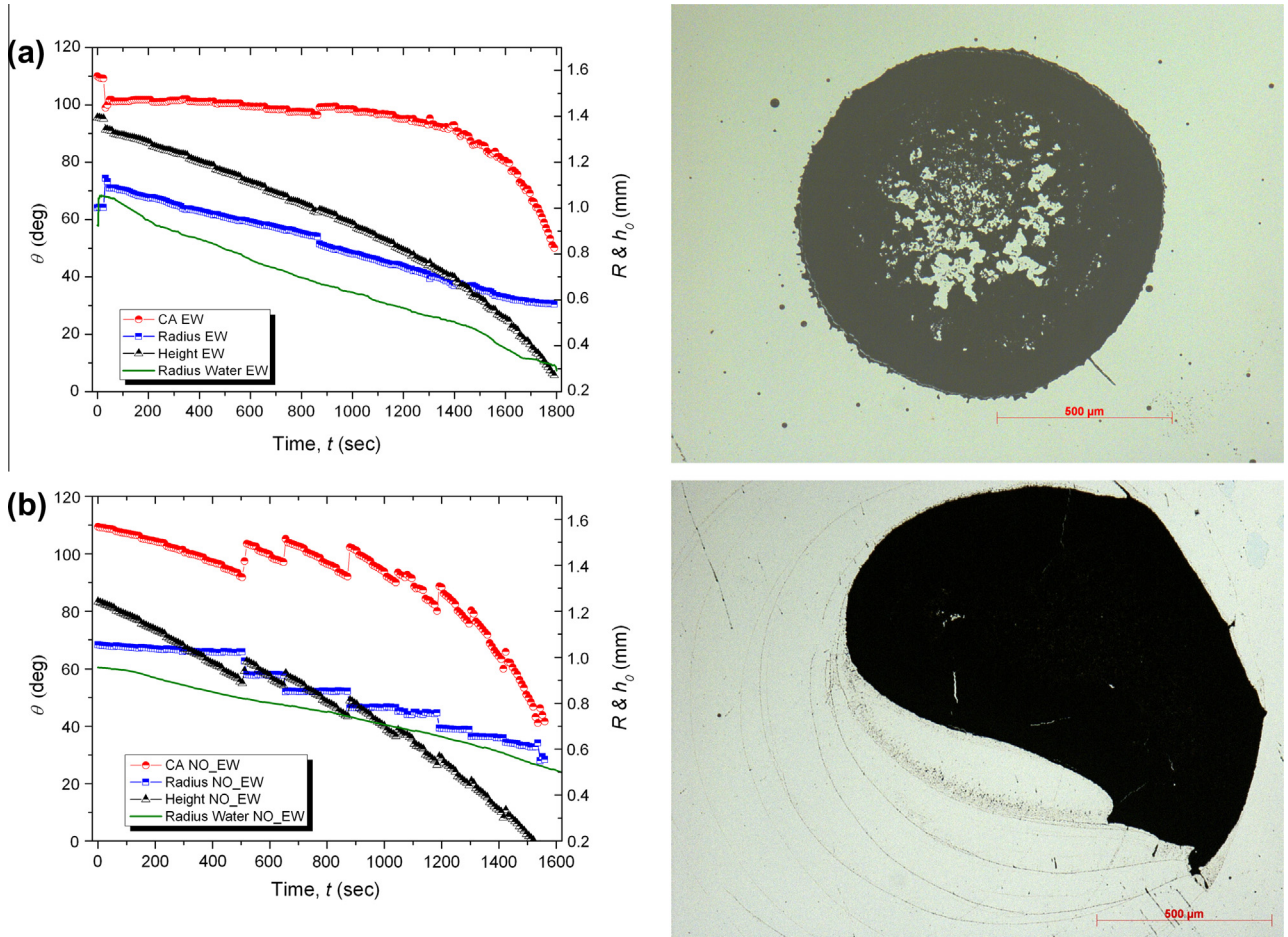 (a)
120
100
80
60
40
20
0
θ (deg)
1.6
1.4
1.2
1.0
0.8
0.6
0.4
0.2
R & h0 (mm)
CA EW
Radius EW
Height EW
Radius Water EW
0 200 400 600 800 1000 1200 1400 1600 1800
Time, t (sec)
500 µm
(b)
120
100
80
60
40
20
0
θ (deg)
1.6
1.4
1.2
1.0
0.8
0.6
0.4
0.2
R & h0 (mm)
CA NO_EW
Radius NO_EW
Height NO_EW
Radius Water NO_EW
0 200 400 600 800 1000 1200 1400 1600
Time, t (sec)
500 µm